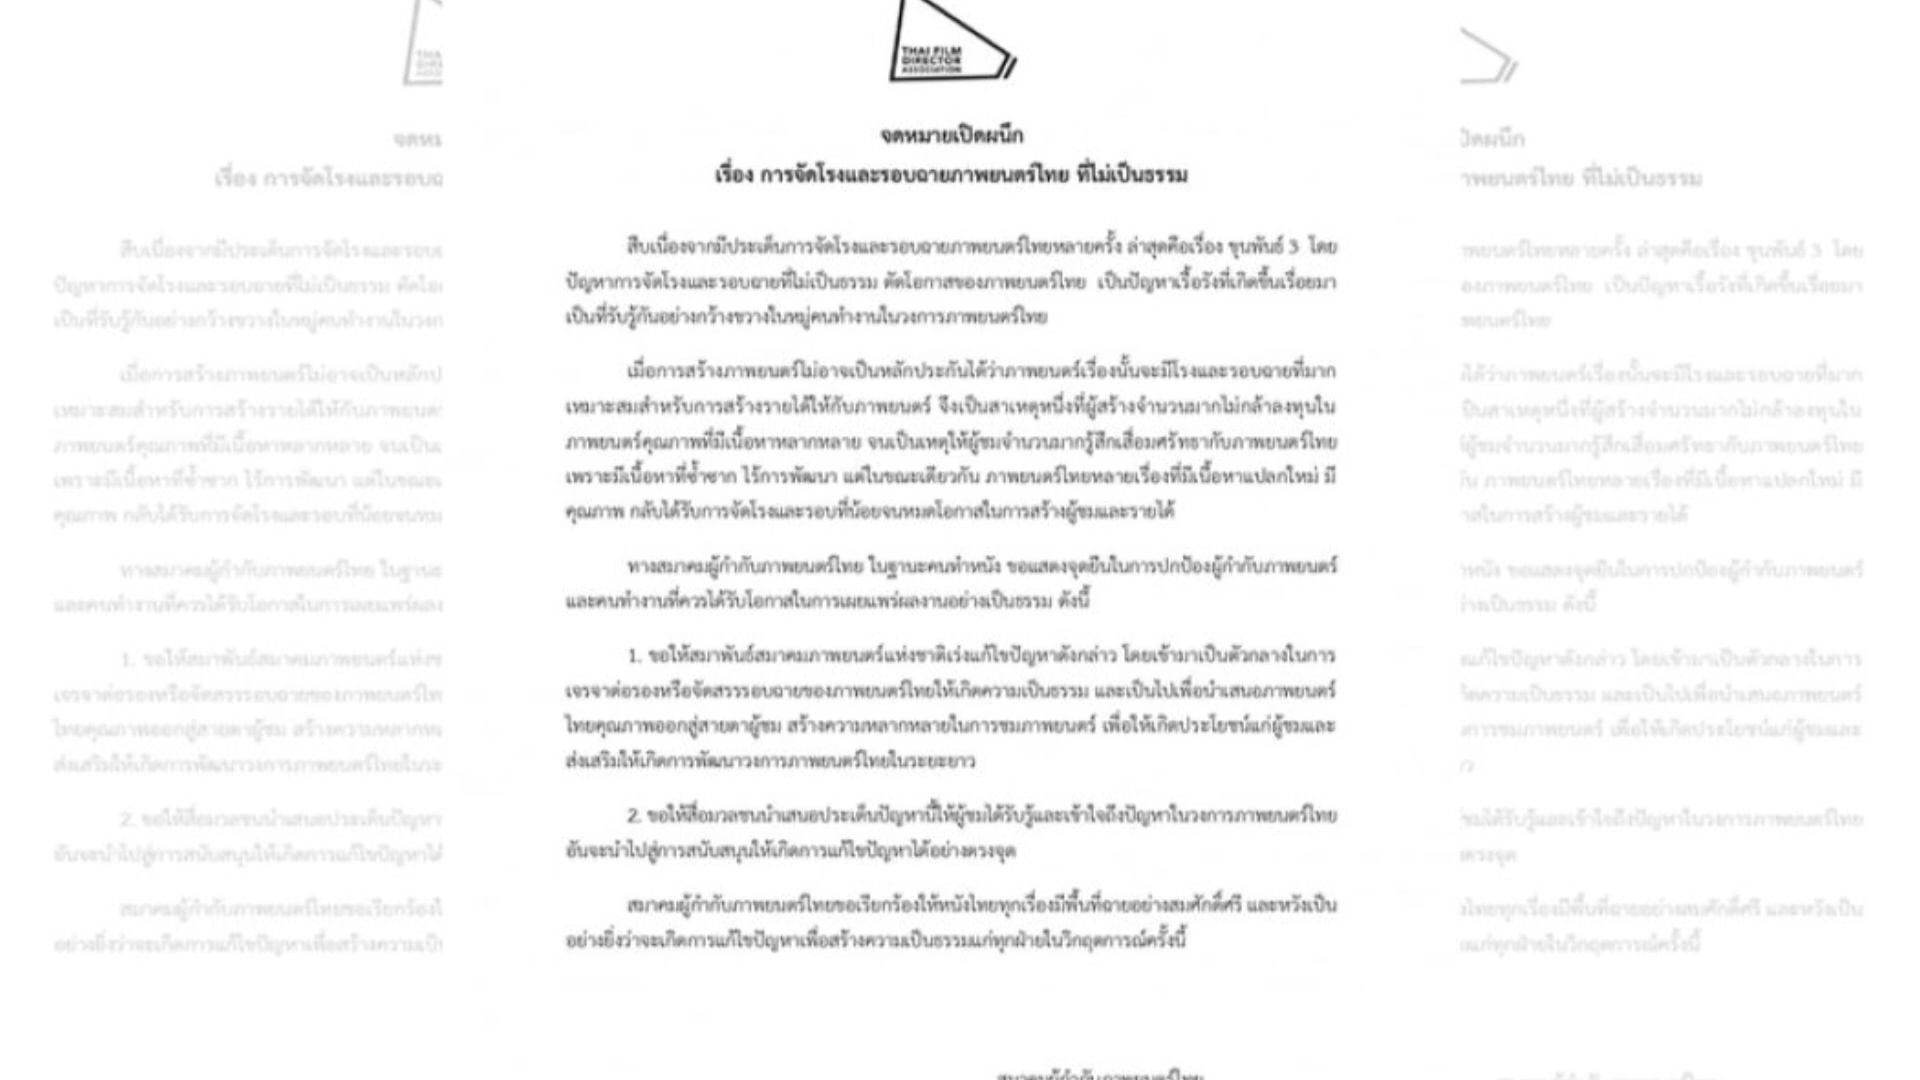 THAI FILM
DIRECTOR
ASSOCIATION
จดหมายเปิดผนึก
เรื่อง การจัดโรงและรอบฉายภาพยนตร์ไทย ที่ไม่เป็นธรรม
สืบเนื่องจากมีประเด็นการจัดโรงและรอบฉายภาพยนตร์ไทยหลายครั้ง ล่าสุดคือเรื่อง ขุนพันธ์ 3 โดย
ปัญหาการจัดโรงและรอบฉายที่ไม่เป็นธรรม ตัดโอกาสของภาพยนตร์ไทย เป็นปัญหาเรื้อรังที่เกิดขึ้นเรื่อยมา
เป็นที่รับรู้กันอย่างกว้างขวางในหมู่คนทำงานในวงการภาพยนตร์ไทย
เมื่อการสร้างภาพยนตร์ไม่อาจเป็นหลักประกันได้ว่าภาพยนตร์เรื่องนั้นจะมีโรงและรอบฉายที่มาก
เหมาะสมสำหรับการสร้างรายได้ให้กับภาพยนตร์ จึงเป็นสาเหตุหนึ่งที่ผู้สร้างจำนวนมากไม่กล้าลงทุนใน
ภาพยนตร์คุณภาพที่มีเนื้อหาหลากหลาย จนเป็นเหตุให้ผู้ชมจำนวนมากรู้สึกเสื่อมศรัทธากับภาพยนตร์ไทย
เพราะมีเนื้อหาที่ซ้ำซาก ไร้การพัฒนา แต่ในขณะเดียวกัน ภาพยนตร์ไทยหลายเรื่องที่มีเนื้อหาแปลกใหม่ มี
คุณภาพ กลับได้รับการจัดโรงและรอบที่น้อยจนหมดโอกาสในการสร้างผู้ชมและรายได้
ทางสมาคมผู้กำกับภาพยนตร์ไทย ในฐานะคนทำหนัง ขอแสดงจุดยืนในการปกป้องผู้กำกับภาพยนตร์
และคนทำงานที่ควรได้รับโอกาสในการเผยแพร่ผลงานอย่างเป็นธรรม ดังนี้
1. ขอให้สมาพันธ์สมาคมภาพยนตร์แห่งชาติเร่งแก้ไขปัญหาดังกล่าว โดยเข้ามาเป็นตัวกลางในการ
เจรจาต่อรองหรือจัดสรรรอบฉายของภาพยนตร์ไทยให้เกิดความเป็นธรรม และเป็นไปเพื่อนำเสนอภาพยนตร์
ไทยคุณภาพออกสู่สายตาผู้ชม สร้างความหลากหลายในการชมภาพยนตร์ เพื่อให้เกิดประโยชน์แก่ผู้ชมและ
ส่งเสริมให้เกิดการพัฒนาวงการภาพยนตร์ไทยในระยะยาว
2. ขอให้สื่อมวลชนนำเสนอประเด็นปัญหานี้ให้ผู้ชมได้รับรู้และเข้าใจถึงปัญหาในวงการภาพยนตร์ไทย
อันจะนำไปสู่การสนับสนุนให้เกิดการแก้ไขปัญหาได้อย่างตรงจุด
สมาคมผู้กำกับภาพยนตร์ไทยขอเรียกร้องให้หนังไทยทุกเรื่องมีพื้นที่ฉายอย่างสมศักดิ์ศรี และหวังเป็น
อย่างยิ่งว่าจะเกิดการแก้ไขปัญหาเพื่อสร้างความเป็นธรรมแก่ทุกฝ่ายในวิกฤตการณ์ครั้งนี้
สมาคมผู้กำกับภาพยนตร์ไทย